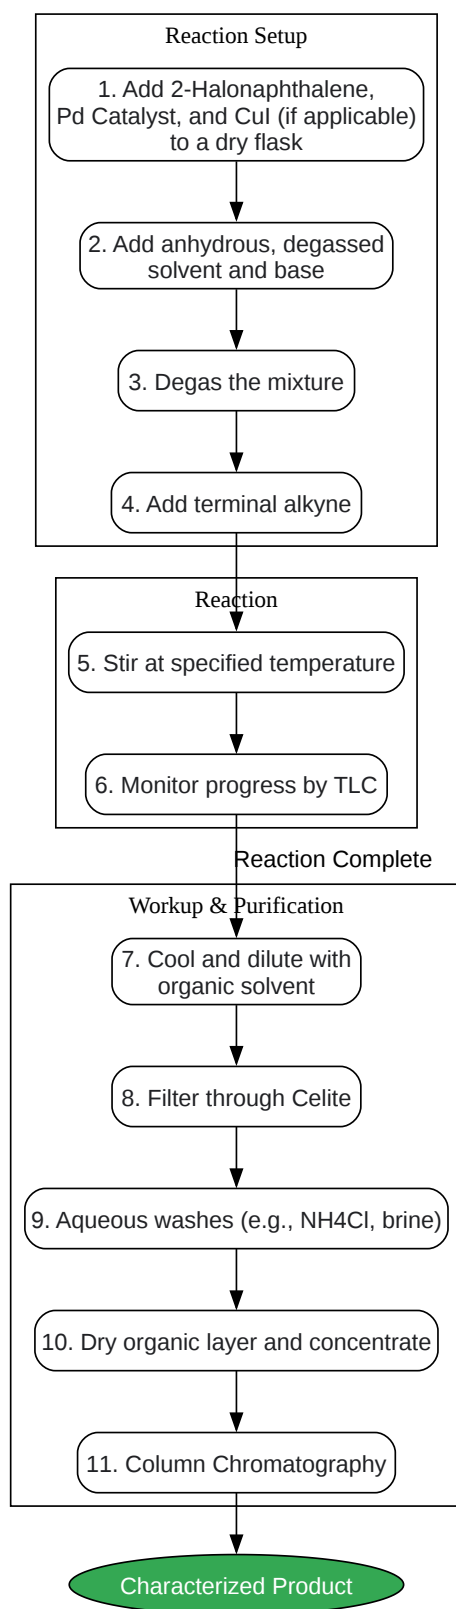 Reaction Setup
1. Add 2-Halonaphthalene,
Pd Catalyst, and CuI (if applicable)
to a dry flask
2. Add anhydrous, degassed
solvent and base
3. Degas the mixture
4. Add terminal alkyne
Reaction
5. Stir at specified temperature
6. Monitor progress by TLC
Reaction Complete
Workup & Purification
7. Cool and dilute with
organic solvent
8. Filter through Celite
9. Aqueous washes (e.g., NH4Cl, brine)
10. Dry organic layer and concentrate
11. Column Chromatography
Characterized Product